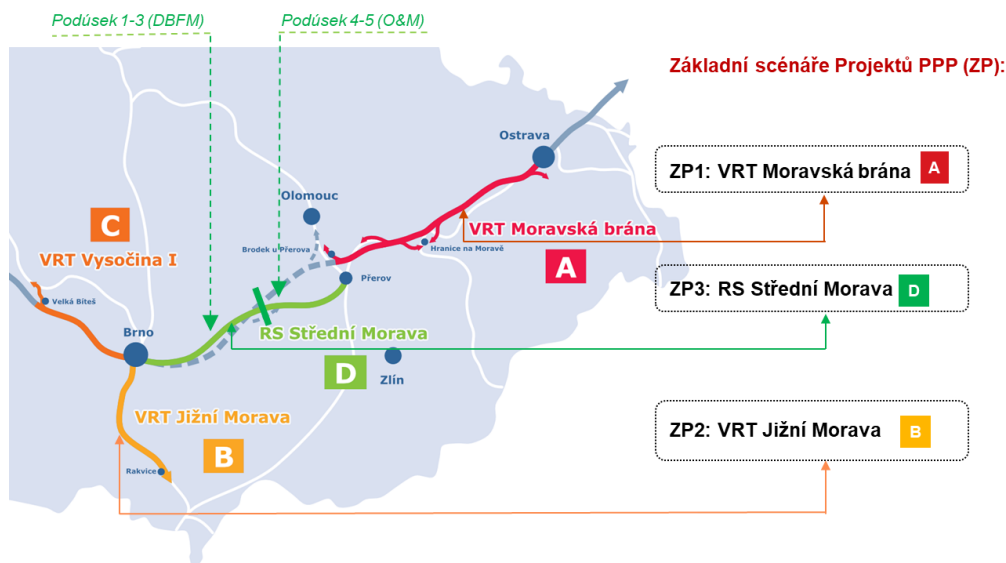 Podúsek 1-3 (DBFM)
Podúsek 4-5 (O&M)
Základní scénáře Projektů PPP (ZP):
Ostrava
ZP1: VRT Moravská brána A
Olomouc
C
VRT Vysočina I
Brodek u Přerova
VRT Moravská brána
Hranice na Moravě
A
Přerov
ZP3: RS Střední Morava D
Velká Bíteš
Brno
RS Střední Morava
D
Zlín
VRT Jižní Morava
B
ZP2: VRT Jižní Morava B
Rakvice